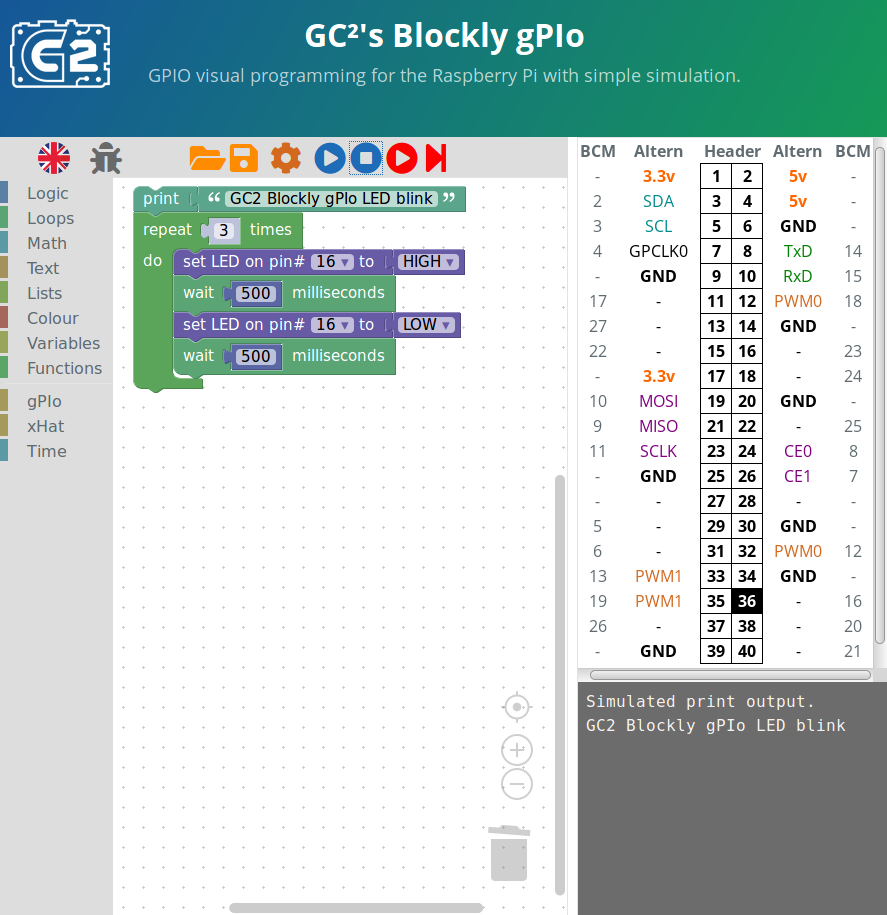 G2
GC²'s Blockly gPIo
GPIO visual programming for the Raspberry Pi with simple simulation.
Logic
Loops
Math
Text
Lists
Colour
Variables
Functions
gPIo
xHat
Time
print “ GC2 Blockly gPIo LED blink ”
repeat 3 times
do set LED on pin# 16 ▾ to HIGH ▾
wait 500 milliseconds
set LED on pin# 16 ▾ to LOW ▾
wait 500 milliseconds
BCM Altern Header Altern BCM
- 3.3v 1 2 5v -
2 SDA 3 4 5v -
3 SCL 5 6 GND -
4 GPCLK0 7 8 TxD 14
- GND 9 10 RxD 15
17 - 11 12 PWM0 18
27 - 13 14 GND -
22 - 15 16 - 23
- 3.3v 17 18 - 24
10 MOSI 19 20 GND -
9 MISO 21 22 - 25
11 SCLK 23 24 CE0 8
- GND 25 26 CE1 7
- - 27 28 - -
5 - 29 30 GND -
6 - 31 32 PWM0 12
13 PWM1 33 34 GND -
19 PWM1 35 36 - 16
26 - 37 38 - 20
- GND 39 40 - 21
Simulated print output.
GC2 Blockly gPIo LED blink